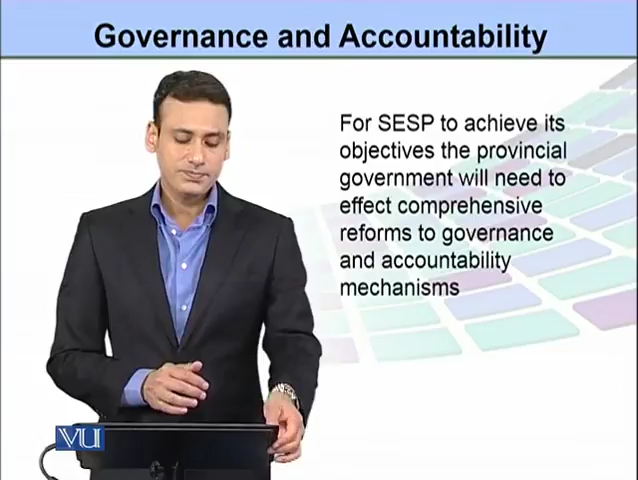 Governance and Accountability
For SESP to achieve its
objectives the provincial
government will need to
effect comprehensive
reforms to governance
and accountability
mechanisms
VU